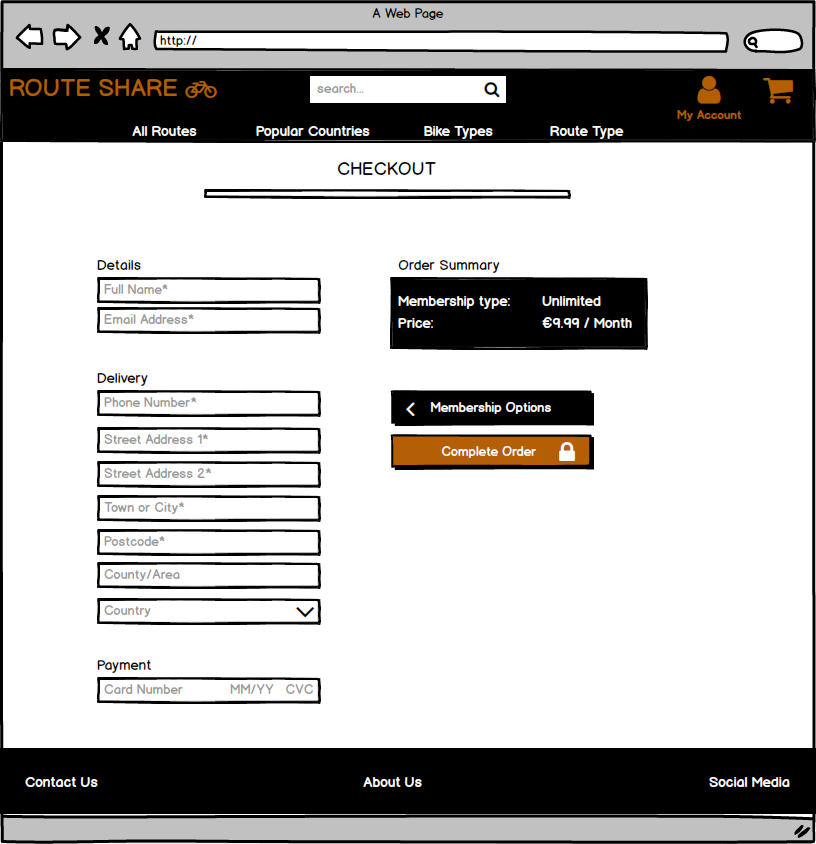 A Web Page
http://
ROUTE SHARE
search...
My Account
All Routes Popular Countries Bike Types Route Type
CHECKOUT
Details
Full Name*
Email Address*
Order Summary
Membership type: Unlimited
Price: €9.99 / Month
Delivery
Phone Number*
Street Address 1*
Street Address 2*
Town or City*
Postcode*
County/Area
Country
Membership Options
Complete Order
Payment
Card Number MM/YY CVC
Contact Us About Us Social Media